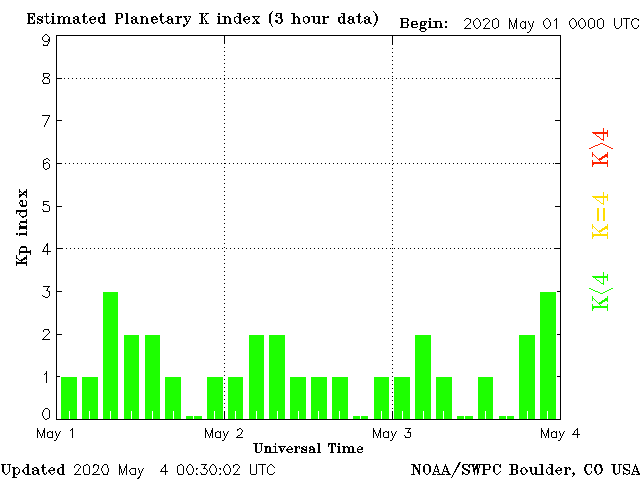 Estimated Planetary K index (3 hour data) Begin: 2020 May 01 0000 UTC
9
8
7
6
5
4
3
2
1
0
Kp index
K>4
K=4
K<4
May 1 May 2 May 3 May 4
Universal Time
Updated 2020 May 4 00:30:02 UTC NOAA/SWPC Boulder, CO USA